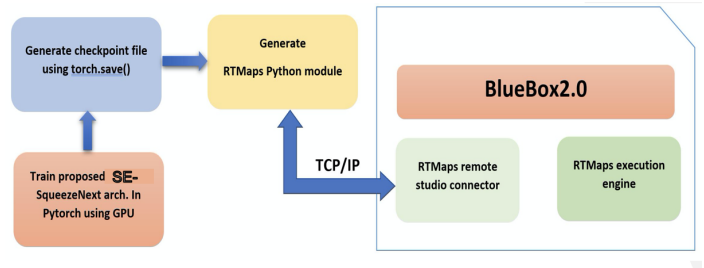 Generate checkpoint file
using torch.save()
Generate
RTMaps Python module
BlueBox2.0
Train proposed SE-
SqueezeNext arch. In
Pytorch using GPU
TCP/IP
RTMaps remote
studio connector
RTMaps execution
engine